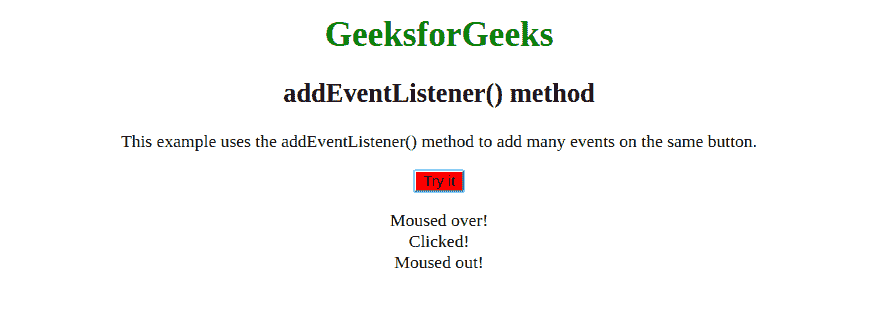 GeeksforGeeks
addEventListener() method
This example uses the addEventListener() method to add many events on the same button.
Try it
Moused over!
Clicked!
Moused out!